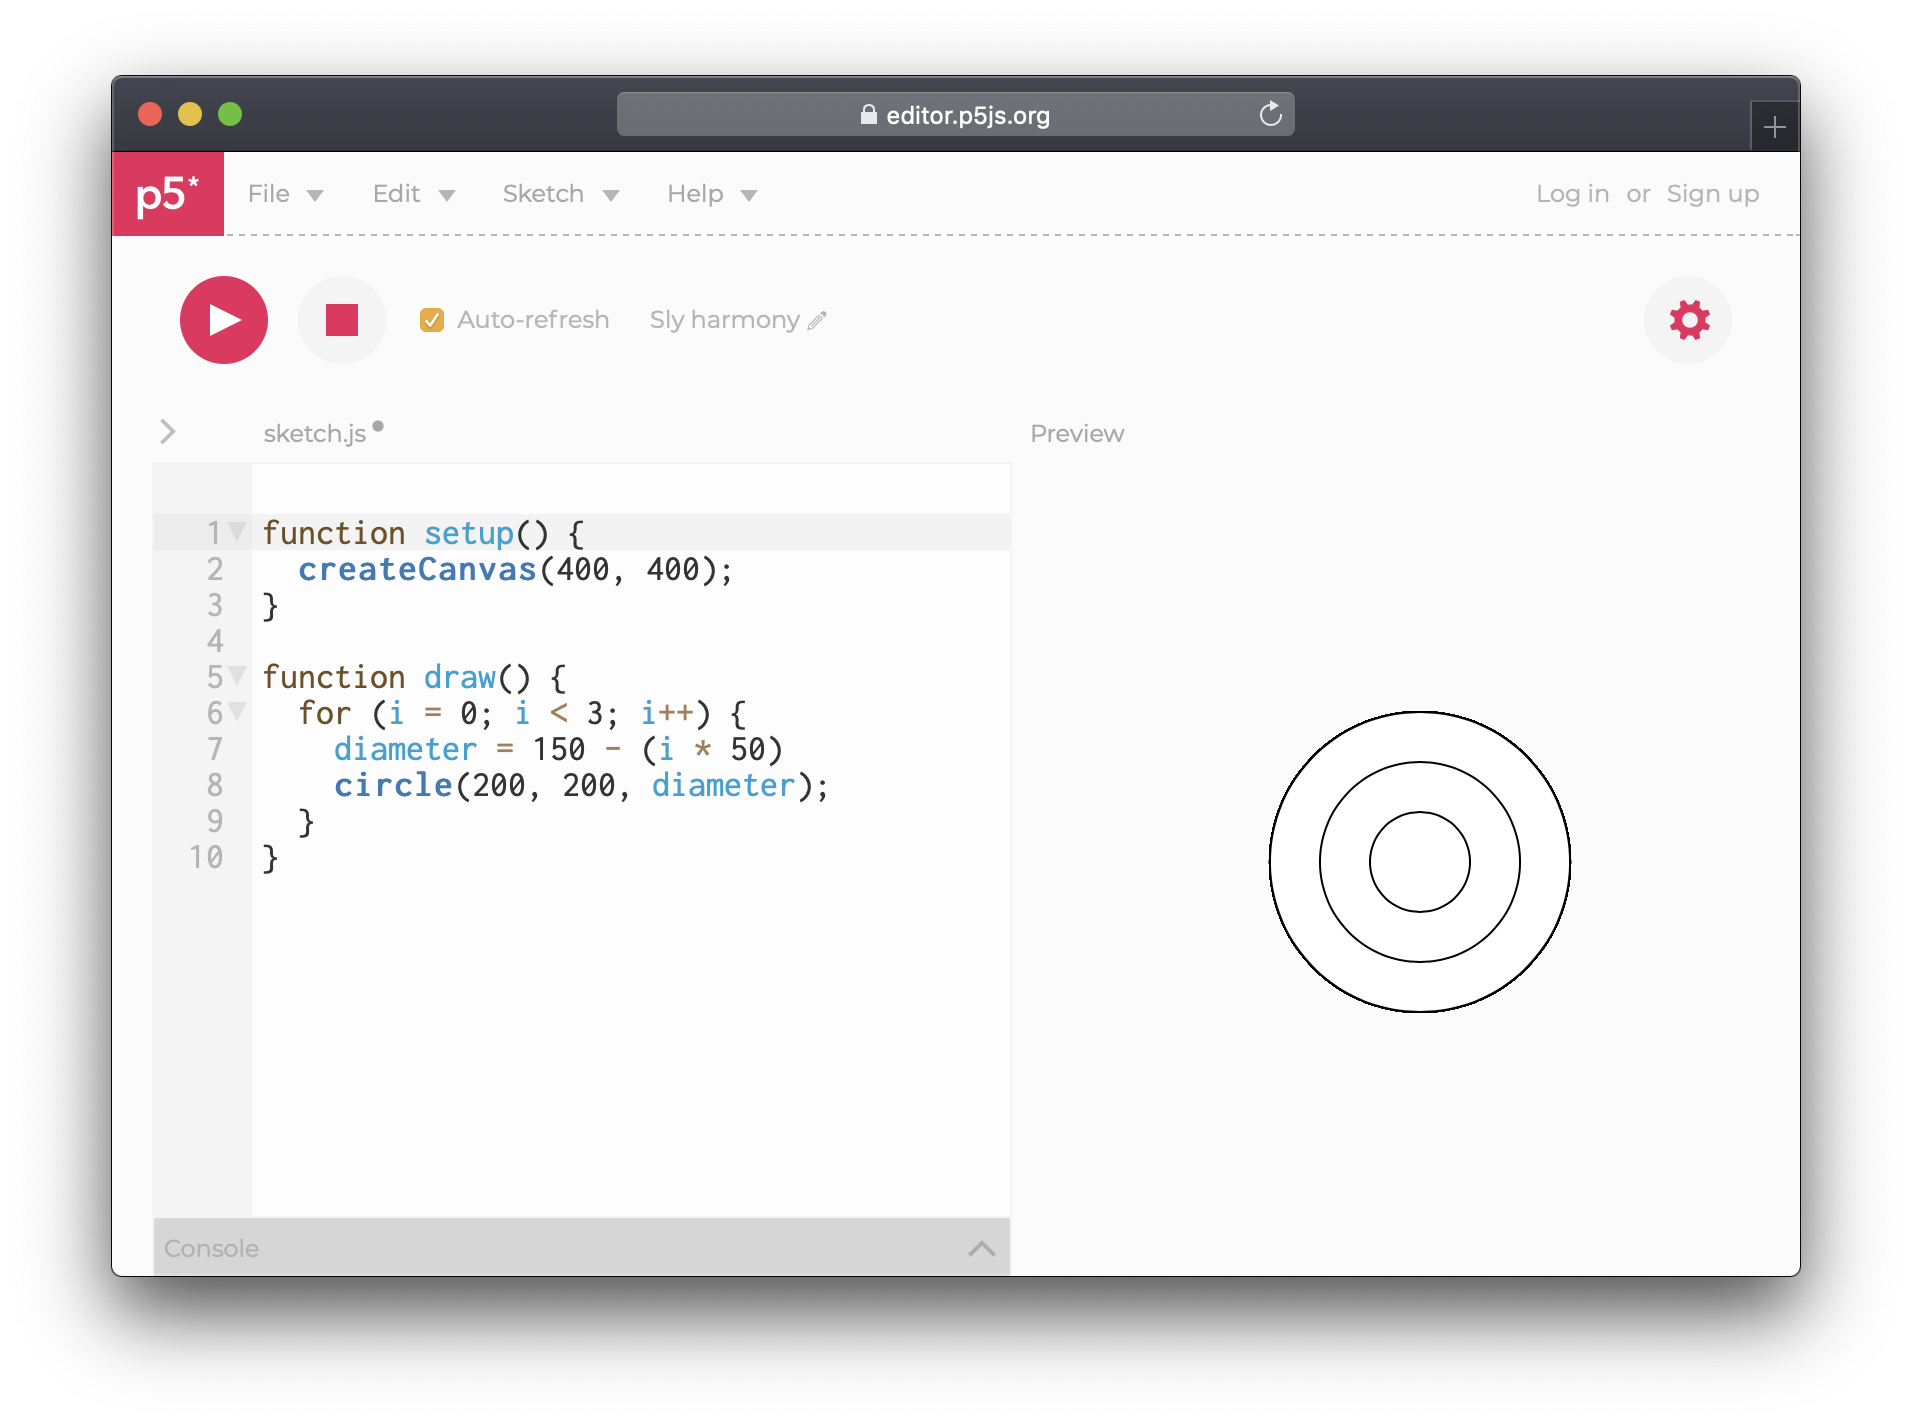 editor.p5js.org
p5* File Edit Sketch Help Log in or Sign up
Auto-refresh Sly harmony
sketch.js Preview
1 function setup() {
2   createCanvas(400, 400);
3 }
4
5 function draw() {
6   for (i = 0; i < 3; i++) {
7     diameter = 150 - (i * 50)
8     circle(200, 200, diameter);
9   }
10 }
Console